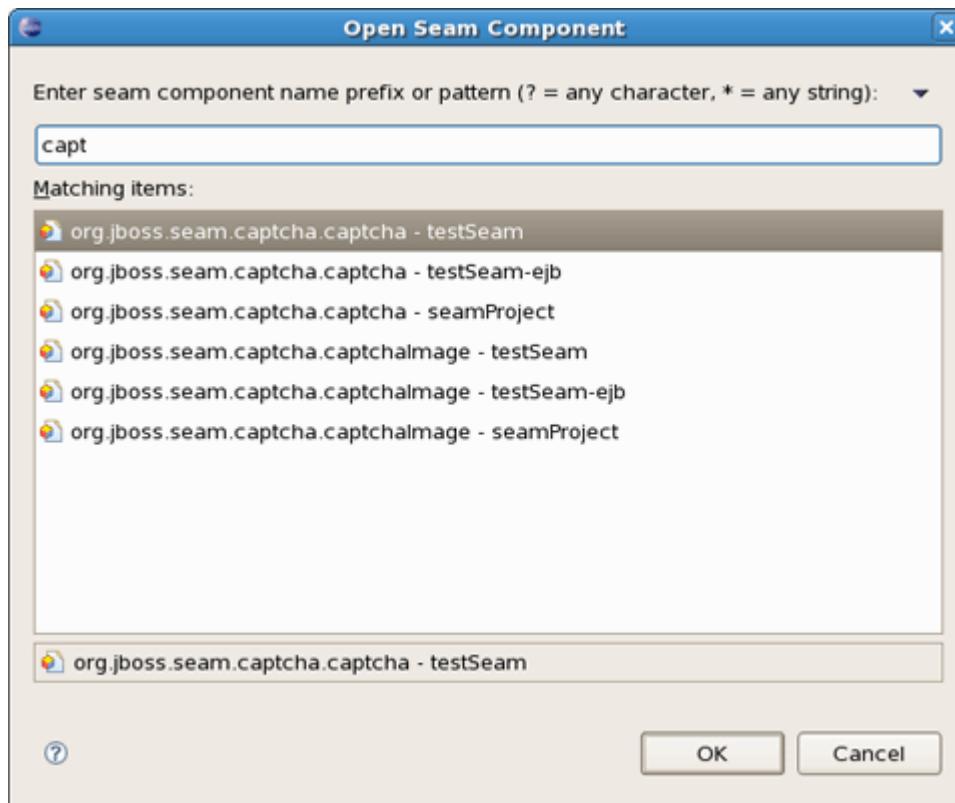 Open Seam Component
Enter seam component name prefix or pattern (? = any character, * = any string):
capt
Matching items:
org.jboss.seam.captcha.captcha - testSeam
org.jboss.seam.captcha.captcha - testSeam-ejb
org.jboss.seam.captcha.captcha - seamProject
org.jboss.seam.captcha.captchaImage - testSeam
org.jboss.seam.captcha.captchaImage - testSeam-ejb
org.jboss.seam.captcha.captchaImage - seamProject
org.jboss.seam.captcha.captcha - testSeam
? OK Cancel